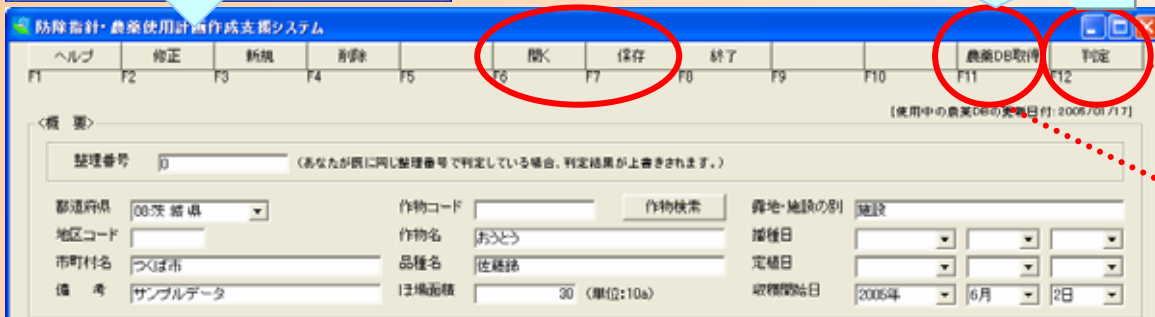 防除指針・農薬使用計画作成支援システム
ヘルプ 修正 新規 削除 開く 保存 終了 農薬DB取得 判定
F1 F2 F3 F4 F5 F6 F7 F8 F9 F10 F11 F12
[使用中の農薬DBの更新日付:2005/01/17]
<概 要>
整理番号 0 (あなたが既に同じ整理番号で判定している場合、判定結果が上書きされます。)
都道府県 08:茨城県 作物コード 作物検索 露地・施設の別 施設
地区コード 作物名 おうとう 播種日
市町村名 つくば市 品種名 佐藤錦 定植日
備 考 サンプルデータ ほ場面積 30 (単位:10a) 収穫開始日 2005年 6月 2日